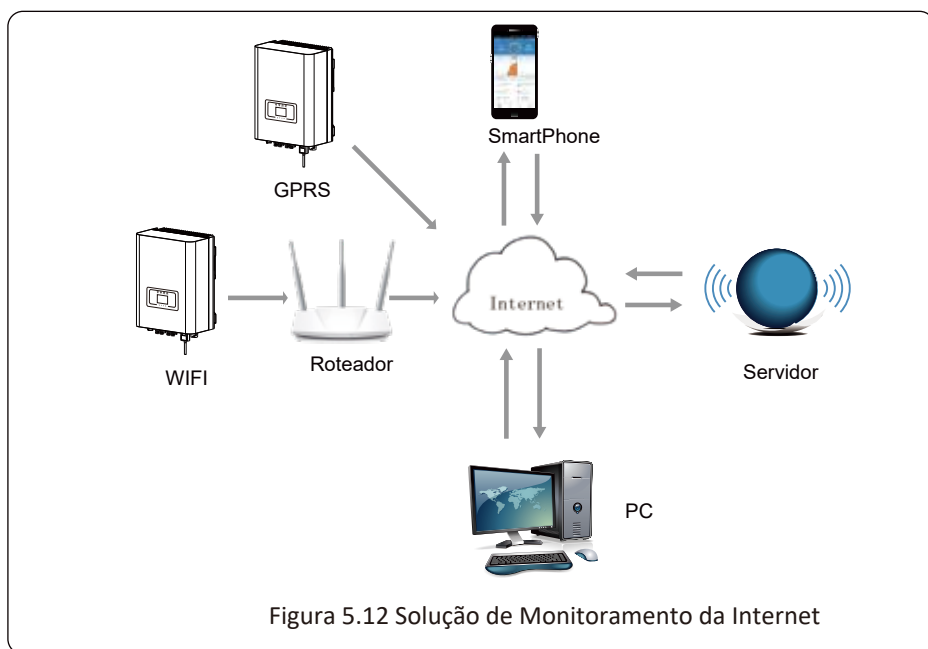 SmartPhone
GPRS
Internet
WIFI
Roteador
Servidor
PC
Figura 5.12 Solução de Monitoramento da Internet